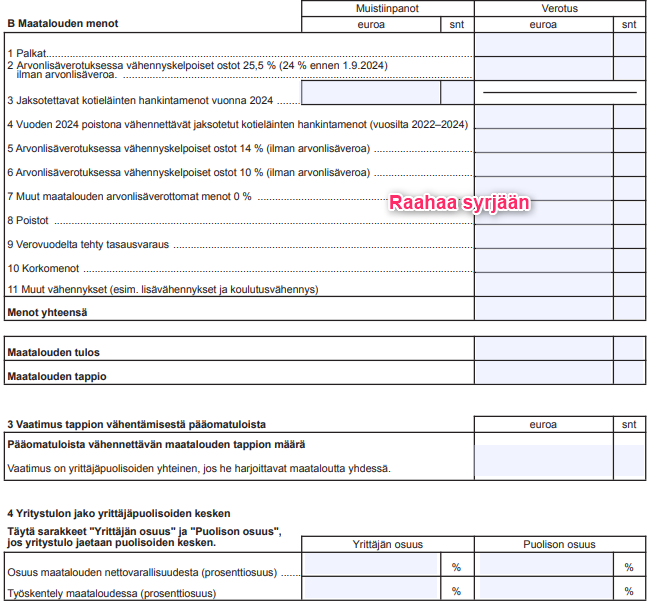 Muistiinpanot Verotus
B Maatalouden menot euroa snt euroa snt
1 Palkat
2 Arvonlisäverotuksessa vähennyskelpoiset ostot 25,5 % (24 % ennen 1.9.2024)
ilman arvonlisäveroa.
3 Jaksotettavat kotieläinten hankintamenot vuonna 2024
4 Vuoden 2024 poistona vähennettävät jaksotetut kotieläinten hankintamenot (vuosilta 2022–2024)
5 Arvonlisäverotuksessa vähennyskelpoiset ostot 14 % (ilman arvonlisäveroa)
6 Arvonlisäverotuksessa vähennyskelpoiset ostot 10 % (ilman arvonlisäveroa)
7 Muut maatalouden arvonlisäverottomat menot 0 %
Raahaa syrjään
8 Poistot
9 Verovuodelta tehty tasausvaraus
10 Korkomenot
11 Muut vähennykset (esim. lisävähennykset ja koulutusvähennys)
Menot yhteensä
Maatalouden tulos
Maatalouden tappio
3 Vaatimus tappion vähentämisestä pääomatuloista euroa snt
Pääomatuloista vähennettävän maatalouden tappion määrä
Vaatimus on yrittäjäpuolisoiden yhteinen, jos he harjoittavat maataloutta yhdessä.
4 Yritystulon jako yrittäjäpuolisoiden kesken
Täytä sarakkeet "Yrittäjän osuus" ja "Puolison osuus",
jos yritystulo jaetaan puolisoiden kesken.
Yrittäjän osuus Puolison osuus
Osuus maatalouden nettovarallisuudesta (prosenttiosuus) % %
Työskentely maataloudessa (prosenttiosuus) % %